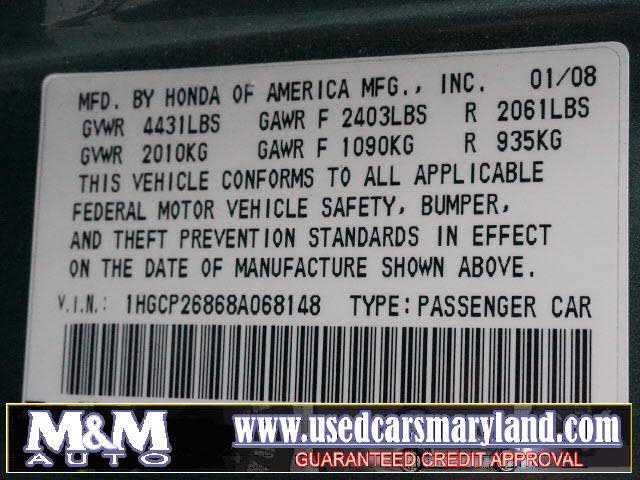 MFD. BY HONDA OF AMERICA MFG., INC. 01/08
GVWR 4431LBS GAWR F 2403LBS R 2061LBS
GVWR 2010KG GAWR F 1090KG R 935KG
THIS VEHICLE CONFORMS TO ALL APPLICABLE
FEDERAL MOTOR VEHICLE SAFETY, BUMPER,
AND THEFT PREVENTION STANDARDS IN EFFECT
ON THE DATE OF MANUFACTURE SHOWN ABOVE.
V.I.N.: 1HGCP26868A068148 TYPE: PASSENGER CAR
M&M
AUTO
www.usedcarsmaryland.com
GUARANTEED CREDIT APPROVAL